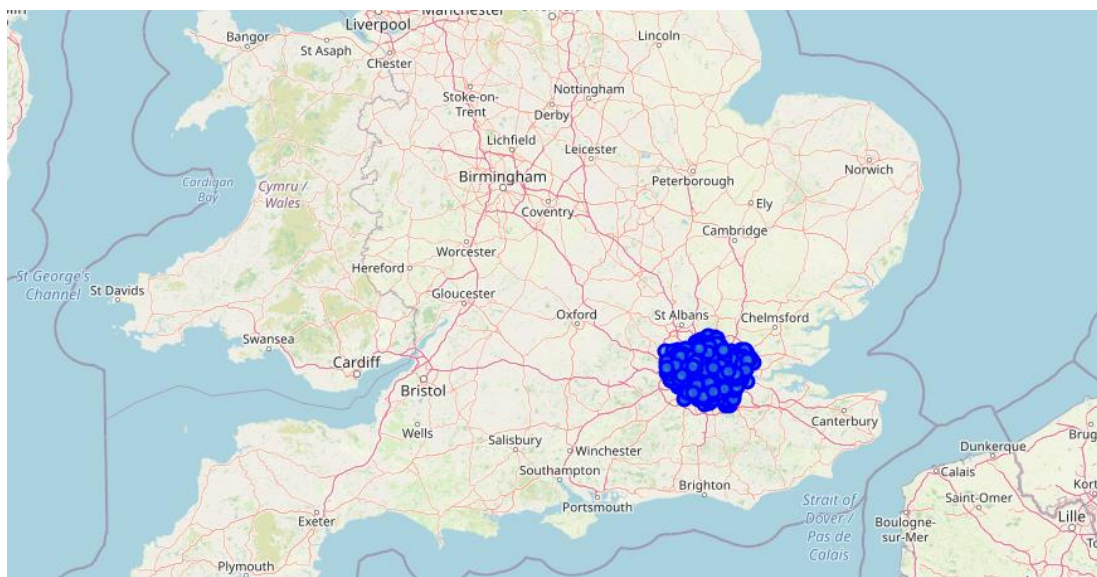 Liverpool
Manchester
Lincoln
Bangor
St Asaph
Chester
Stoke-on-
Trent
Nottingham
Derby
Lichfield
Leicester
Norwich
Birmingham
Peterborough
Cardigan
Bay
Cymru /
Wales
Coventry
Ely
Cambridge
Worcester
Hereford
St George's
Channel
St Davids
Gloucester
Oxford
St Albans
Chelmsford
Swansea
Cardiff
Bristol
Canterbury
Wells
Salisbury
Winchester
Dunkerque
Calais
Southampton
Brighton
Portsmouth
Saint-Omer
Strait of
Dover /
Pas de
Calais
Exeter
Boulogne-
sur-Mer
Lille
Plymouth